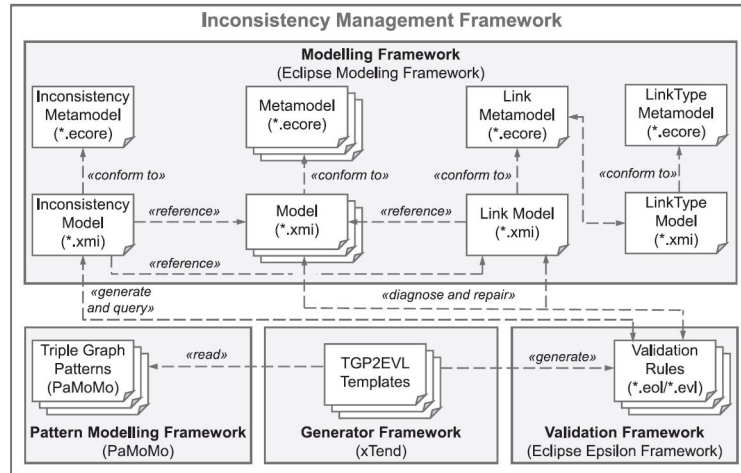 Inconsistency Management Framework
Modelling Framework
(Eclipse Modeling Framework)
Inconsistency
Metamodel
(*.ecore)
Metamodel
(*.ecore)
Link
Metamodel
(*.ecore)
LinkType
Metamodel
(*.ecore)
«conform to»
«conform to»
«conform to»
«conform to»
Inconsistency
Model
(*.xmi)
«reference»
Model
(*.xmi)
«reference»
Link Model
(*.xmi)
LinkType
Model
(*.xmi)
«reference»
«generate
and query»
«diagnose and repair»
Triple Graph
Patterns
(PaMoMo)
«read»
TGP2EVL
Templates
«generate»
Validation
Rules
(*.eol/*.evl)
Pattern Modelling Framework
(PaMoMo)
Generator Framework
(xTend)
Validation Framework
(Eclipse Epsilon Framework)